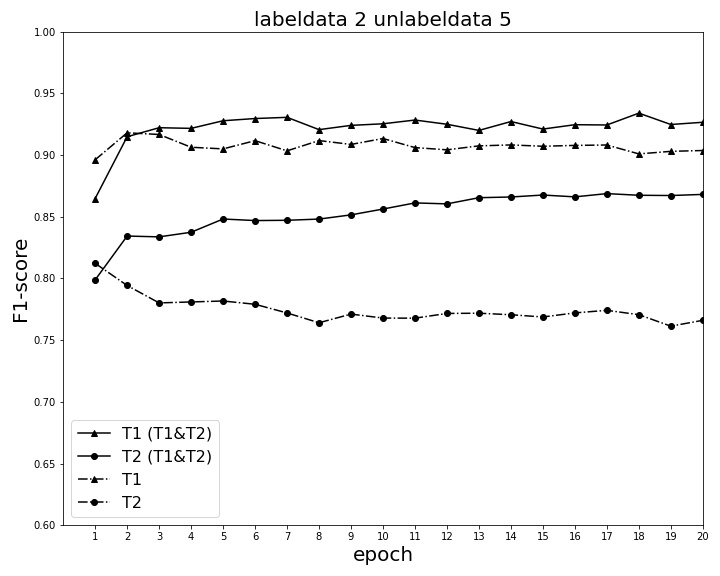 labeldata 2 unlabeldata 5
1.00
0.95
0.90
0.85
0.80
0.75
0.70
0.65
0.60
F1-score
T1 (T1&T2)
T2 (T1&T2)
T1
T2
1 2 3 4 5 6 7 8 9 10 11 12 13 14 15 16 17 18 19 20
epoch